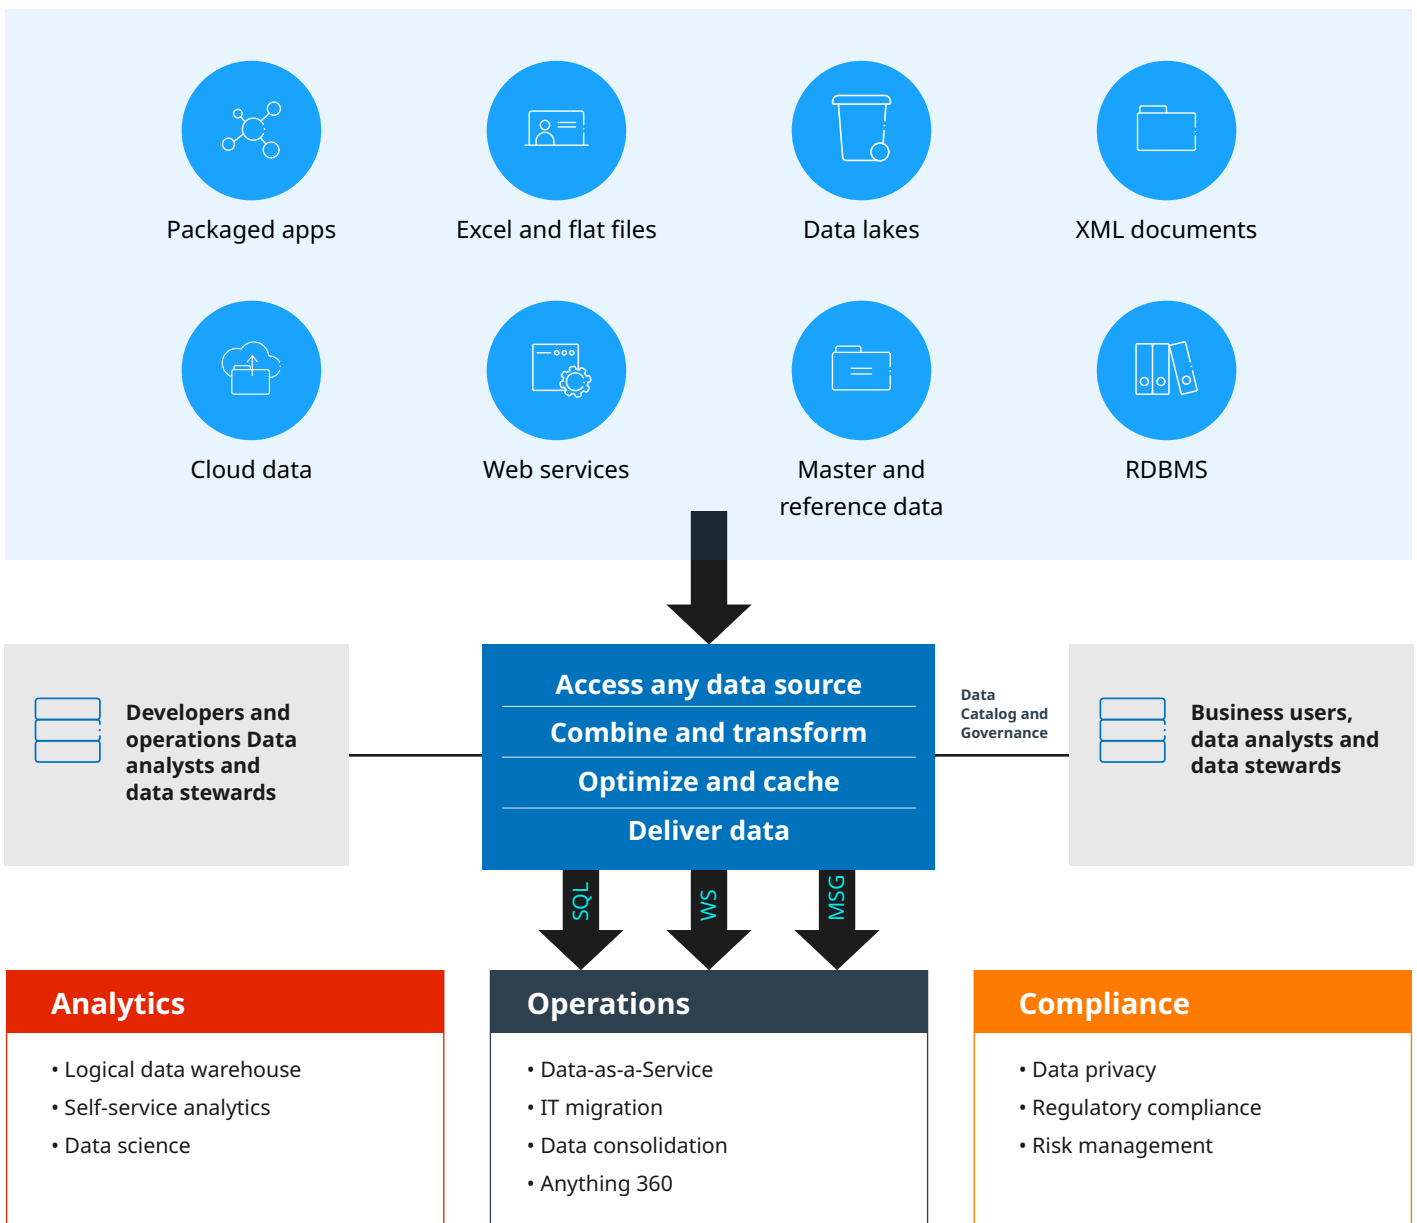 Packaged apps
Excel and flat files
Data lakes
XML documents
Cloud data
Web services
Master and
reference data
RDBMS
Developers and
operations Data
analysts and
data stewards
Access any data source
Combine and transform
Optimize and cache
Deliver data
Data
Catalog and
Governance
Business users,
data analysts and
data stewards
SQL
WS
MSG
Analytics
• Logical data warehouse
• Self-service analytics
• Data science
Operations
• Data-as-a-Service
• IT migration
• Data consolidation
• Anything 360
Compliance
• Data privacy
• Regulatory compliance
• Risk management